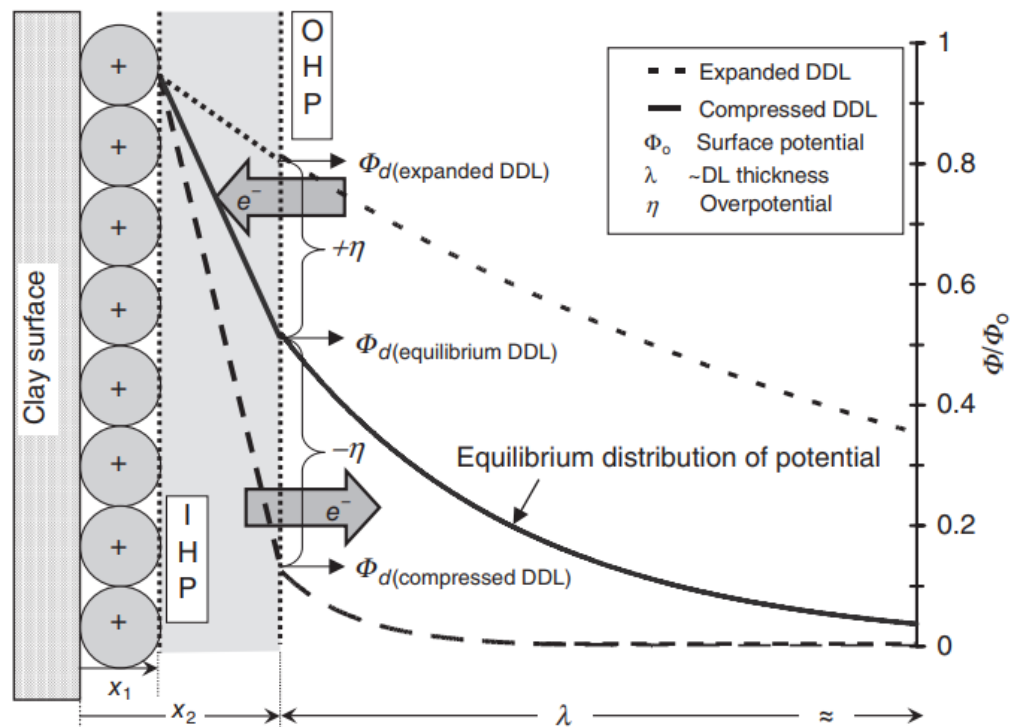 Clay surface
+
+
+
+
+
+
+
+
I
H
P
O
H
P
Φd(expanded DDL)
e−
+η
Φd(equilibrium DDL)
−η
e−
Φd(compressed DDL)
Equilibrium distribution of potential
Expanded DDL
Compressed DDL
Φo Surface potential
λ ~DL thickness
η Overpotential
1
0.8
0.6
0.4
0.2
0
Φ/Φo
x1
x2
λ
≈